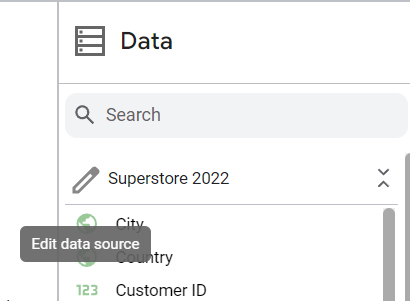 Data
Search
Superstore 2022
City
Edit data source
Country
123 Customer ID